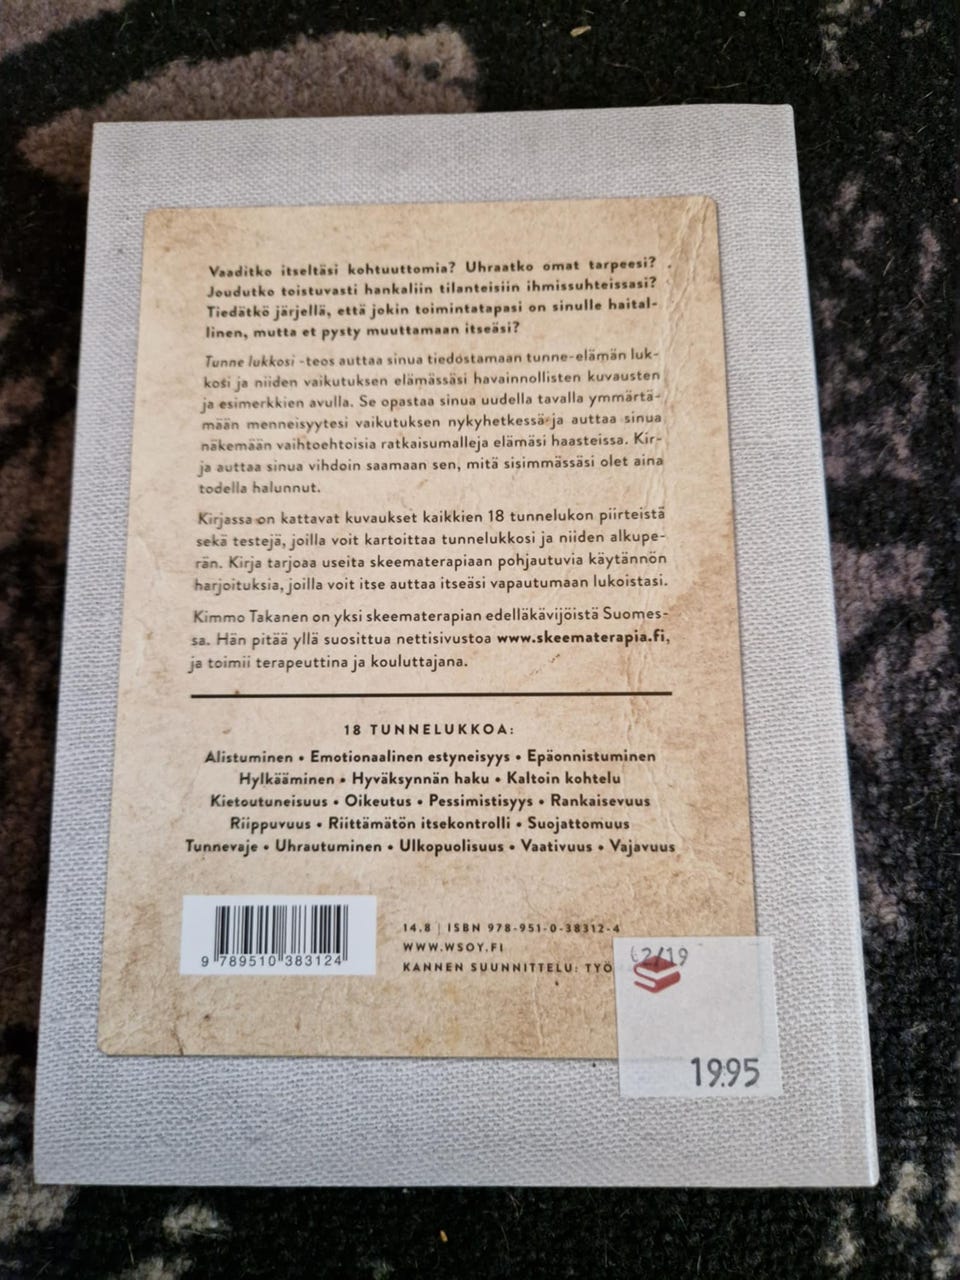 Vaaditko itseltäsi kohtuuttomia? Uhraatko omat tarpeesi?
Joudutko toistuvasti hankaliin tilanteisiin ihmissuhteissasi?
Tiedätkö järjellä, että jokin toimintatapasi on sinulle haital-
linen, mutta et pysty muuttamaan itseäsi?
Tunne lukkosi -teos auttaa sinua tiedostamaan tunne-elämän luk-
kosi ja niiden vaikutuksen elämässäsi havainnollisten kuvausten
ja esimerkkien avulla. Se opastaa sinua uudella tavalla ymmärtä-
mään menneisyytesi vaikutuksen nykyhetkessä ja auttaa sinua
näkemään vaihtoehtoisia ratkaisumalleja elämäsi haasteissa. Kir-
ja auttaa sinua vihdoin saamaan sen, mitä sisimmässäsi olet aina
todella halunnut.
Kirjassa on kattavat kuvaukset kaikkien 18 tunnelukon piirteistä
sekä testejä, joilla voit kartoittaa tunnelukkosi ja niiden alkupe-
rän. Kirja tarjoaa useita skeematerapiaan pohjautuvia käytännön
harjoituksia, joilla voit itse auttaa itseäsi vapautumaan lukoistasi.
Kimmo Takanen on yksi skeematerapian edelläkävijöistä Suomes-
sa. Hän pitää yllä suosittua nettisivustoa www.skeematerapia.fi,
ja toimii terapeuttina ja kouluttajana.
18 TUNNELUKKOA:
Alistuminen • Emotionaalinen estyneisyys • Epäonnistuminen
Hylkääminen • Hyväksynnän haku • Kaltoin kohtelu
Kietoutuneisuus • Oikeutus • Pessimistisyys • Rankaisevuus
Riippuvuus • Riittämätön itsekontrolli • Suojattomuus
Tunnevaje • Uhrautuminen • Ulkopuolisuus • Vaativuus • Vajavuus
14.8 | ISBN 978-951-0-38312-4
WWW.WSOY.FI
KANNEN SUUNNITTELU: TYÖ
9 789510 383124
19.95